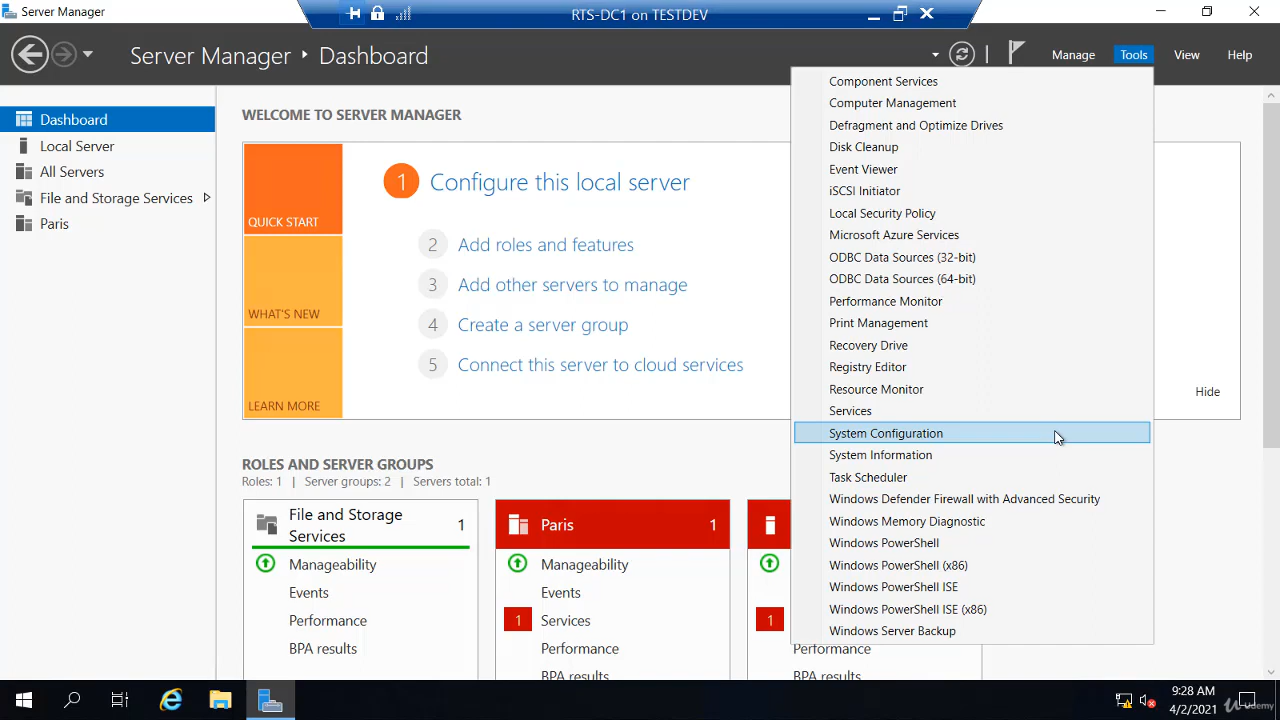 Server Manager
RTS-DC1 on TESTDEV
Server Manager ‣ Dashboard
Manage
Tools
View
Help
Dashboard
Local Server
All Servers
File and Storage Services
Paris
WELCOME TO SERVER MANAGER
QUICK START
WHAT'S NEW
LEARN MORE
1 Configure this local server
2 Add roles and features
3 Add other servers to manage
4 Create a server group
5 Connect this server to cloud services
Hide
ROLES AND SERVER GROUPS
Roles: 1 | Server groups: 2 | Servers total: 1
File and Storage 1
Services
Manageability
Events
Performance
BPA results
Paris 1
Manageability
Events
1 Services
Performance
BPA results
1
Performance
BPA results
Component Services
Computer Management
Defragment and Optimize Drives
Disk Cleanup
Event Viewer
iSCSI Initiator
Local Security Policy
Microsoft Azure Services
ODBC Data Sources (32-bit)
ODBC Data Sources (64-bit)
Performance Monitor
Print Management
Recovery Drive
Registry Editor
Resource Monitor
Services
System Configuration
System Information
Task Scheduler
Windows Defender Firewall with Advanced Security
Windows Memory Diagnostic
Windows PowerShell
Windows PowerShell (x86)
Windows PowerShell ISE
Windows PowerShell ISE (x86)
Windows Server Backup
9:28 AM
4/2/2021
Udemy